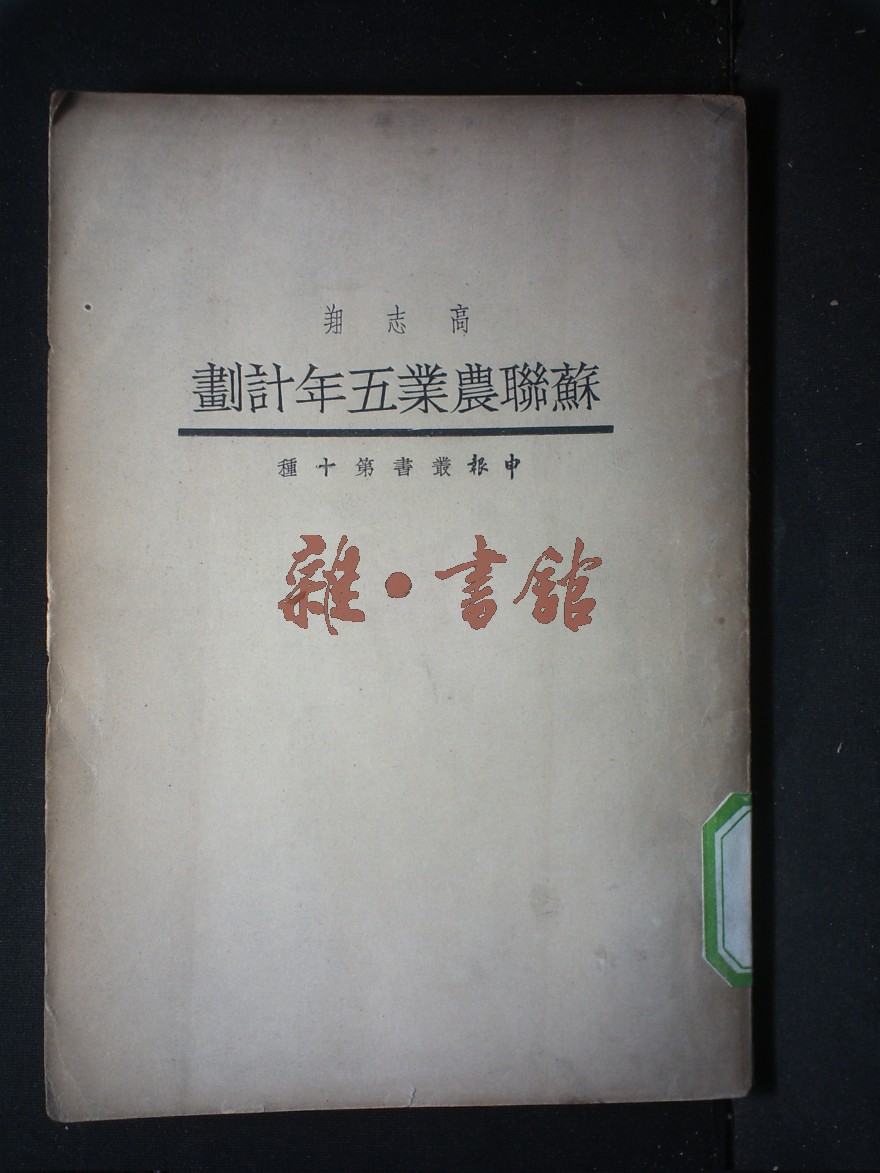 高志翔
蘇聯農業五年計劃
申報叢書第十種
雜·書館